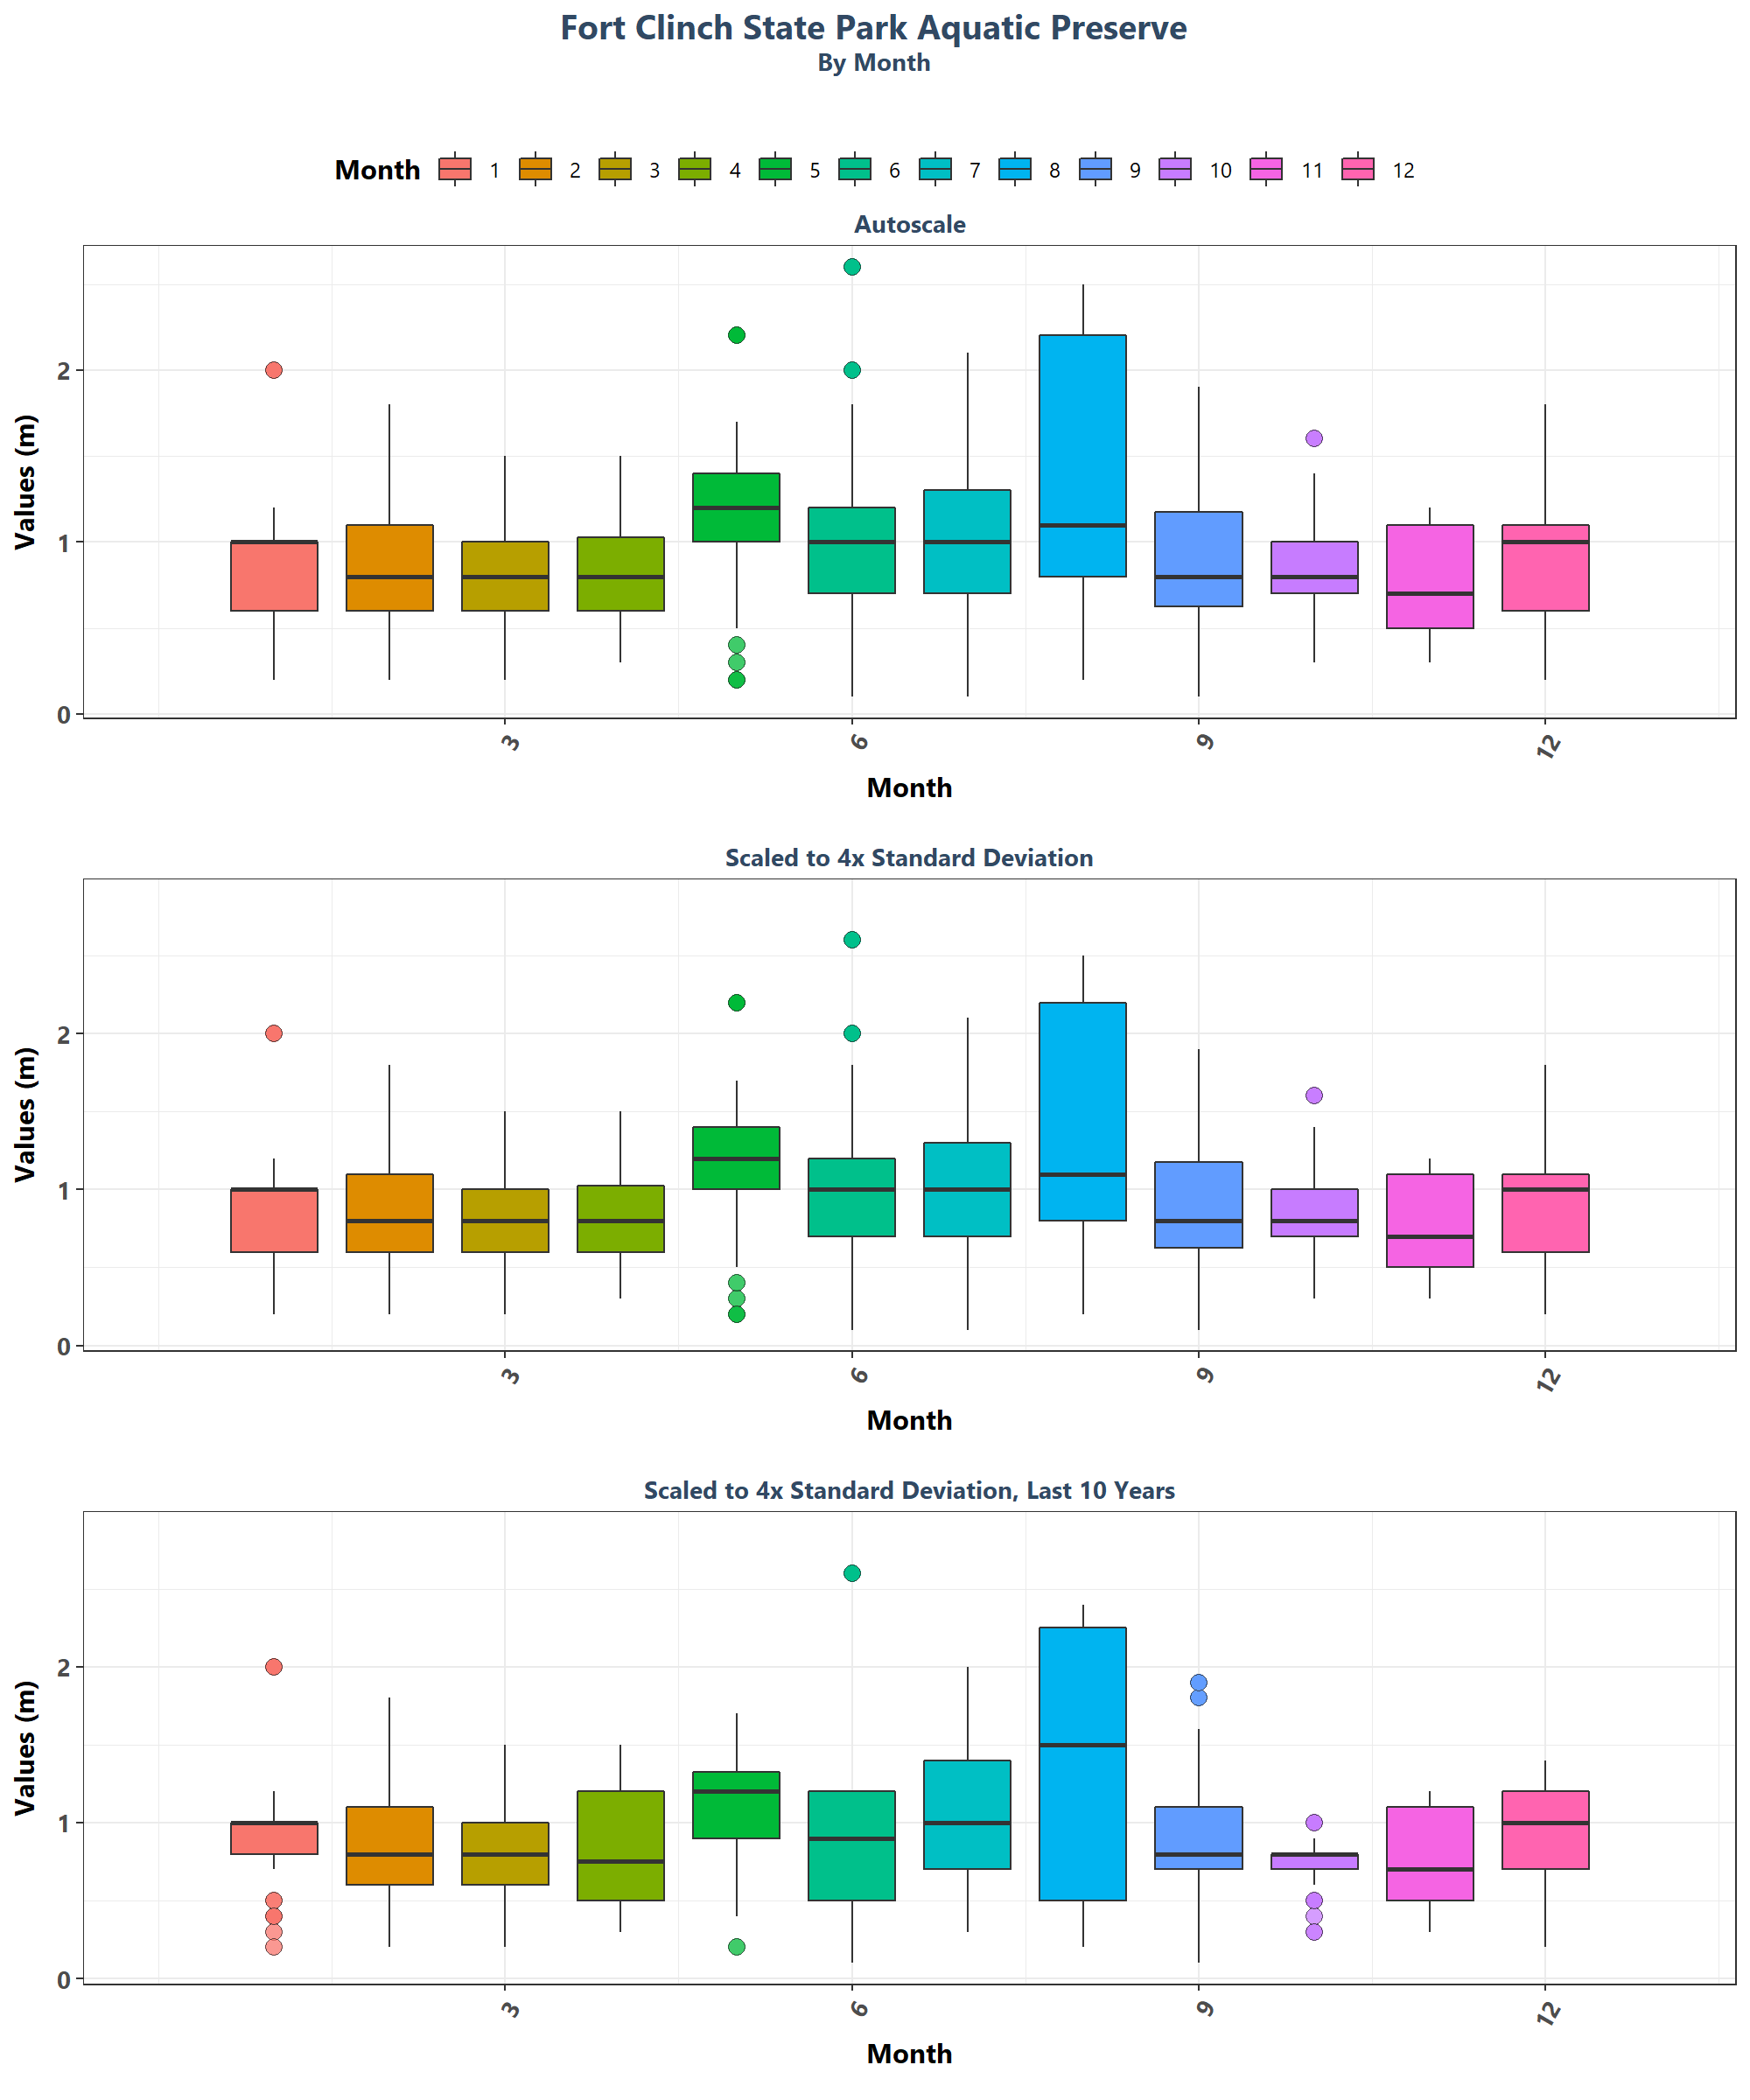 Fort Clinch State Park Aquatic Preserve
By Month
Month 1 2 3 4 5 6 7 8 9 10 11 12
Autoscale
Values (m)
2
1
0
3 6 9 12
Month
Scaled to 4x Standard Deviation
Values (m)
2
1
0
3 6 9 12
Month
Scaled to 4x Standard Deviation, Last 10 Years
Values (m)
2
1
0
3 6 9 12
Month